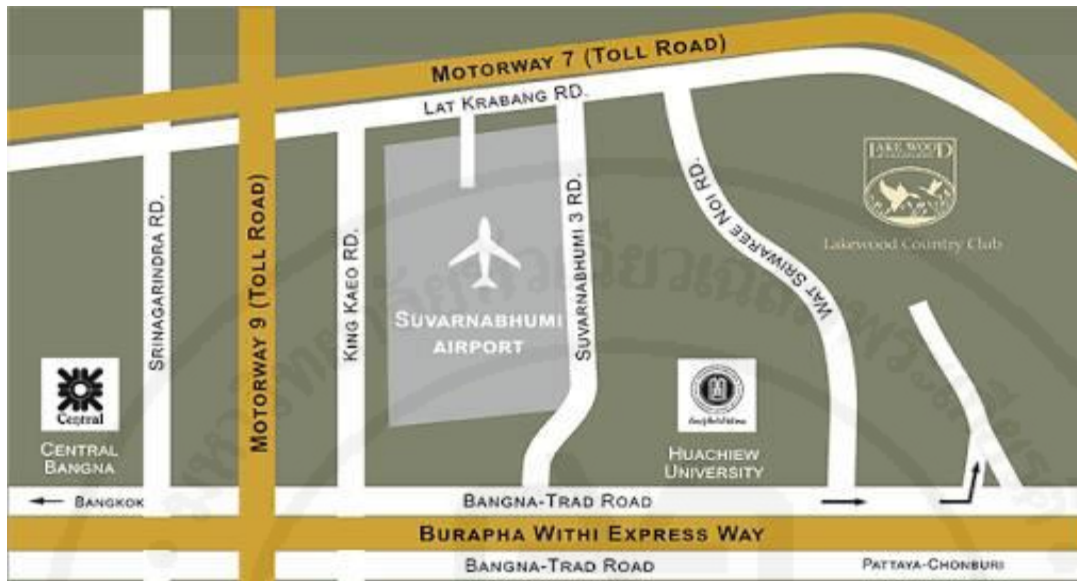 MOTORWAY 7 (TOLL ROAD)
LAT KRABANG RD.
SRINAGARINDRA RD.
MOTORWAY 9 (TOLL ROAD)
KING KAEO RD.
SUVARNABHUMI
AIRPORT
SUVARNABHUMI 3 RD.
WAT SRIWAREE NOI RD.
LAKE WOOD
Lakewood Country Club
Central
CENTRAL
BANGNA
HUACHIEW
UNIVERSITY
BANGKOK
BANGNA-TRAD ROAD
BURAPHA WITHI EXPRESS WAY
BANGNA-TRAD ROAD
PATTAYA-CHONBURI